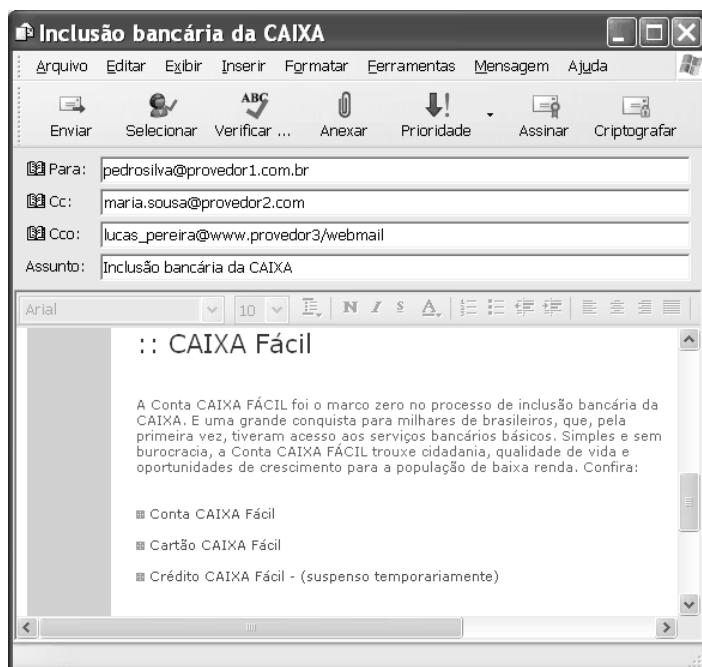 Inclusão bancária da CAIXA
Arquivo Editar Exibir Inserir Formatar Ferramentas Mensagem Ajuda
ABC
Enviar Selecionar Verificar ... Anexar Prioridade Assinar Criptografar
Para: pedrosilva@provedor1.com.br
Cc: maria.sousa@provedor2.com
Cco: lucas_pereira@www.provedor3/webmail
Assunto: Inclusão bancária da CAIXA
Arial 10 N I S A
:: CAIXA Fácil
A Conta CAIXA FÁCIL foi o marco zero no processo de inclusão bancária da
CAIXA. E uma grande conquista para milhares de brasileiros, que, pela
primeira vez, tiveram acesso aos serviços bancários básicos. Simples e sem
burocracia, a Conta CAIXA FÁCIL trouxe cidadania, qualidade de vida e
oportunidades de crescimento para a população de baixa renda. Confira:
Conta CAIXA Fácil
Cartão CAIXA Fácil
Crédito CAIXA Fácil - (suspenso temporariamente)